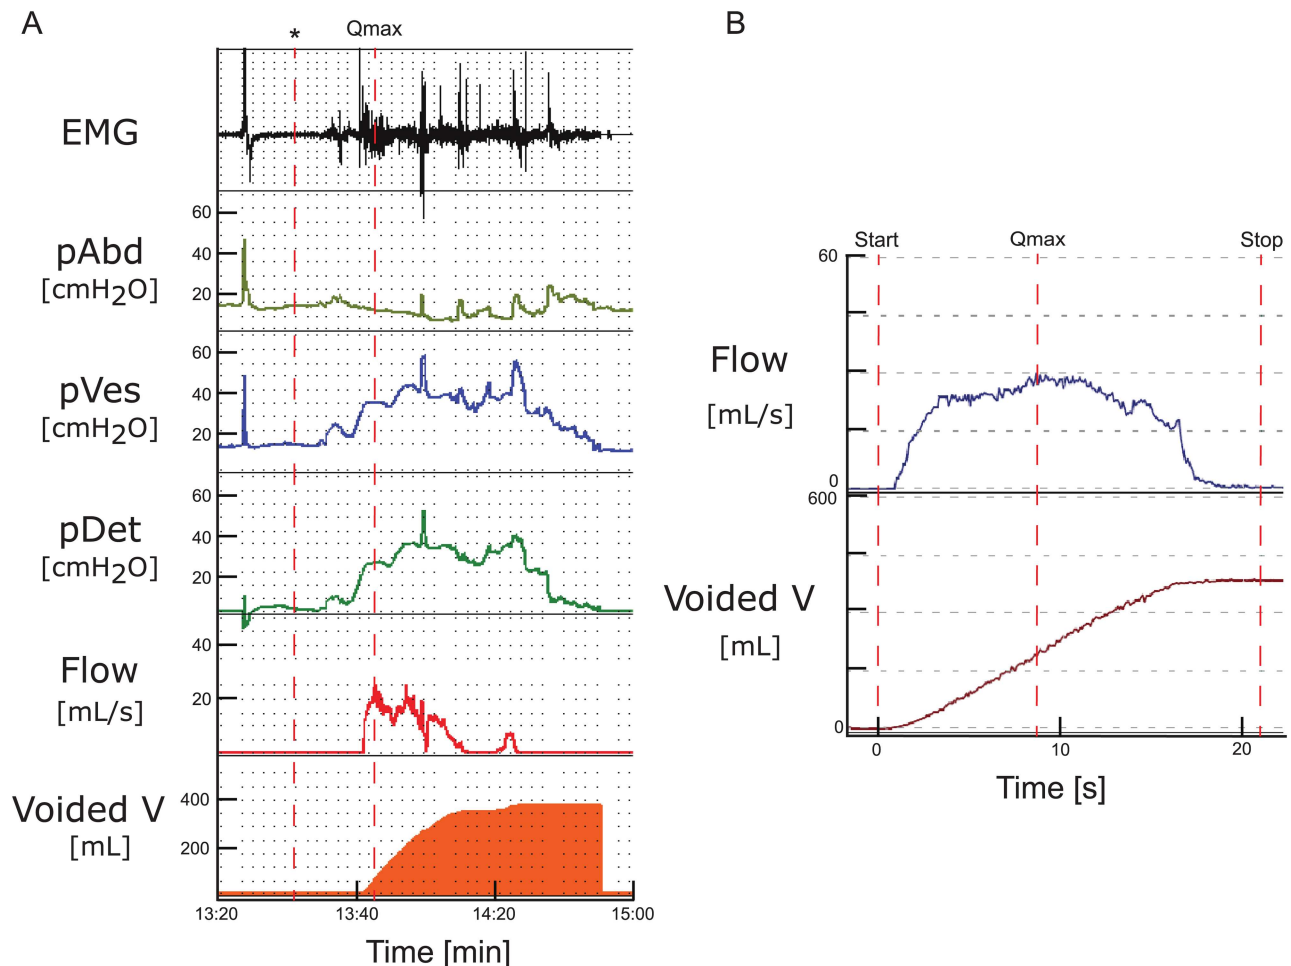 A
B
* Qmax
EMG
pAbd
[cmH2O]
60
40
20
pVes
[cmH2O]
60
40
20
pDet
[cmH2O]
60
40
20
Flow
[mL/s]
40
20
Voided V
[mL]
400
200
13:20 13:40 14:20 15:00
Time [min]
Start Qmax Stop
60
Flow
[mL/s]
0
600
Voided V
[mL]
0
0 10 20
Time [s]